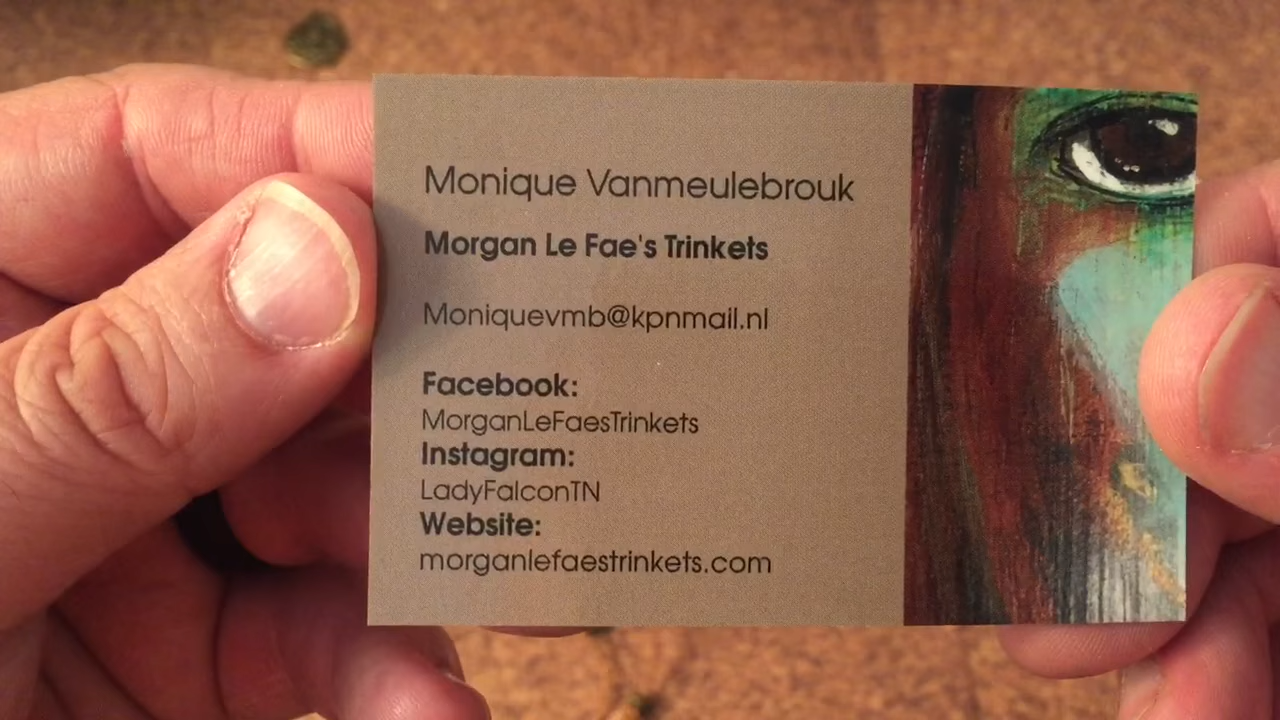 Monique Vanmeulebrouk
Morgan Le Fae's Trinkets
Moniquevmb@kpnmail.nl
Facebook:
MorganLeFaesTrinkets
Instagram:
LadyFalconTN
Website:
morganlefaestrinkets.com